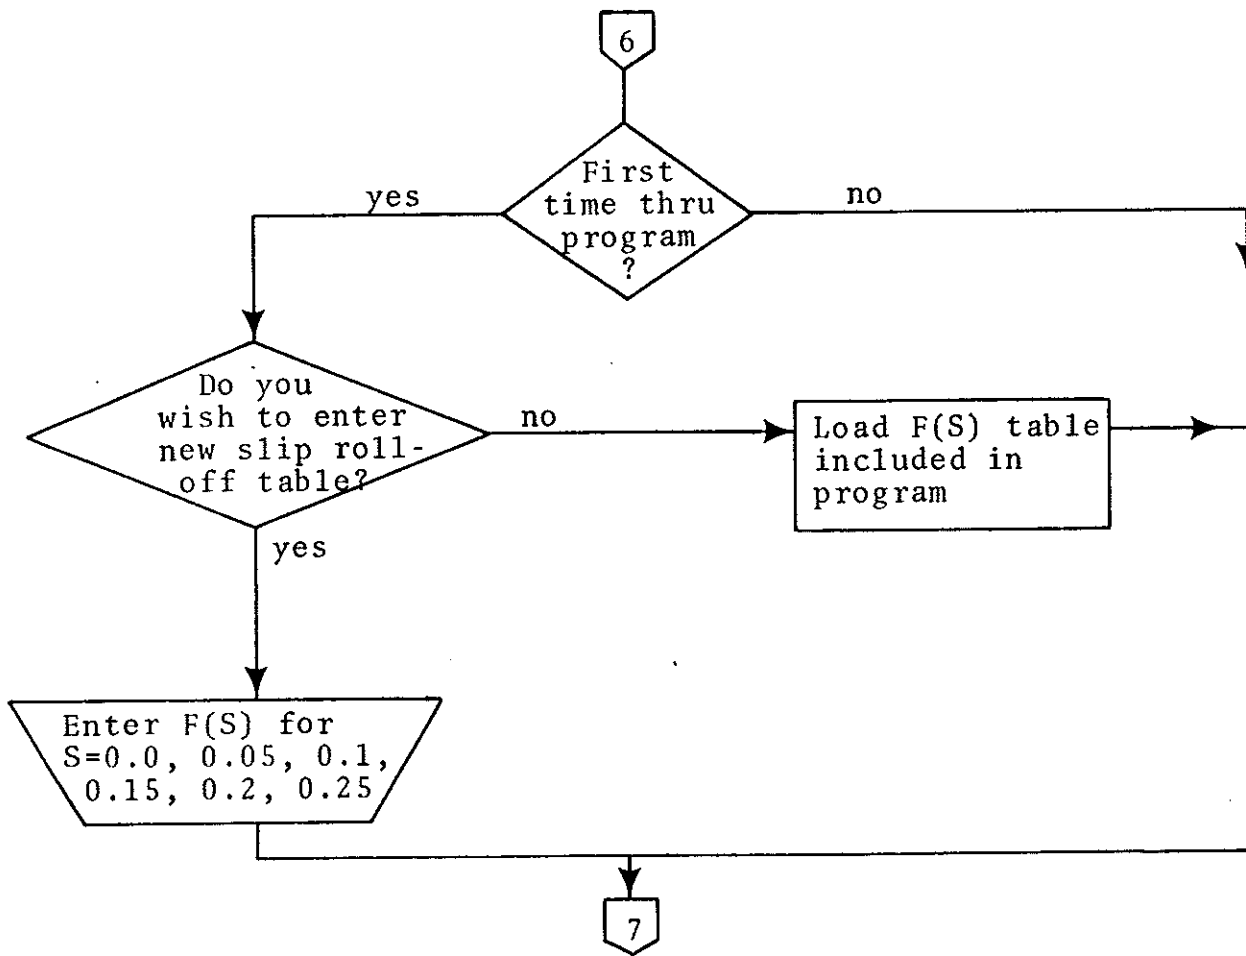 6
First
time thru
program
?
yes
no
Do you
wish to enter
new slip roll-
off table?
no
yes
Load F(S) table
included in
program
Enter F(S) for
S=0.0, 0.05, 0.1,
0.15, 0.2, 0.25
7